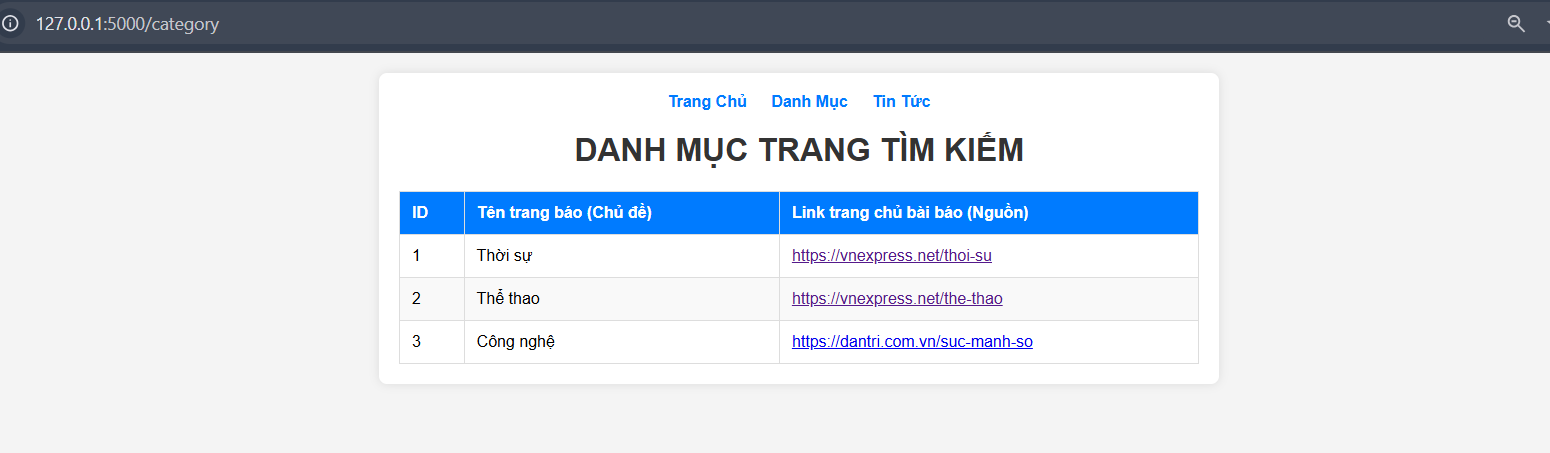 127.0.0.1:5000/category
Trang Chủ Danh Mục Tin Tức
DANH MỤC TRANG TÌM KIẾM
ID Tên trang báo (Chủ đề) Link trang chủ bài báo (Nguồn)
1 Thời sự https://vnexpress.net/thoi-su
2 Thể thao https://vnexpress.net/the-thao
3 Công nghệ https://dantri.com.vn/suc-manh-so